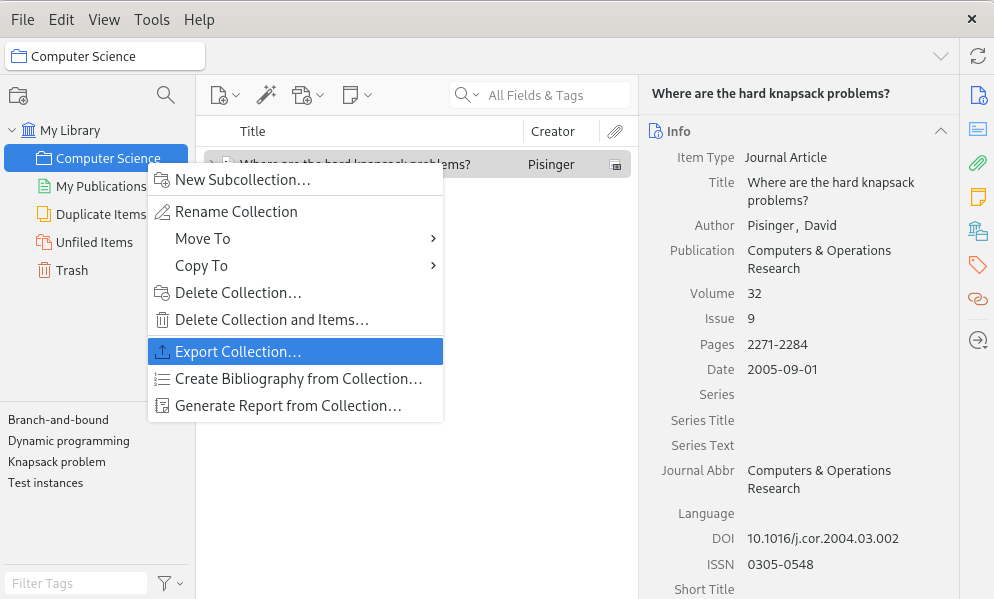 File Edit View Tools Help
Computer Science
All Fields & Tags
My Library
Computer Science
My Publications
Duplicate Items
Unfiled Items
Trash
Title Creator
Where are the hard knapsack problems? Pisinger
New Subcollection…
Rename Collection
Move To
Copy To
Delete Collection…
Delete Collection and Items…
Export Collection…
Create Bibliography from Collection…
Generate Report from Collection…
Branch-and-bound
Dynamic programming
Knapsack problem
Test instances
Filter Tags
Where are the hard knapsack problems?
Info
Item Type Journal Article
Title Where are the hard knapsack
problems?
Author Pisinger, David
Publication Computers & Operations
Research
Volume 32
Issue 9
Pages 2271-2284
Date 2005-09-01
Series
Series Title
Series Text
Journal Abbr Computers & Operations
Research
Language
DOI 10.1016/j.cor.2004.03.002
ISSN 0305-0548
Short Title